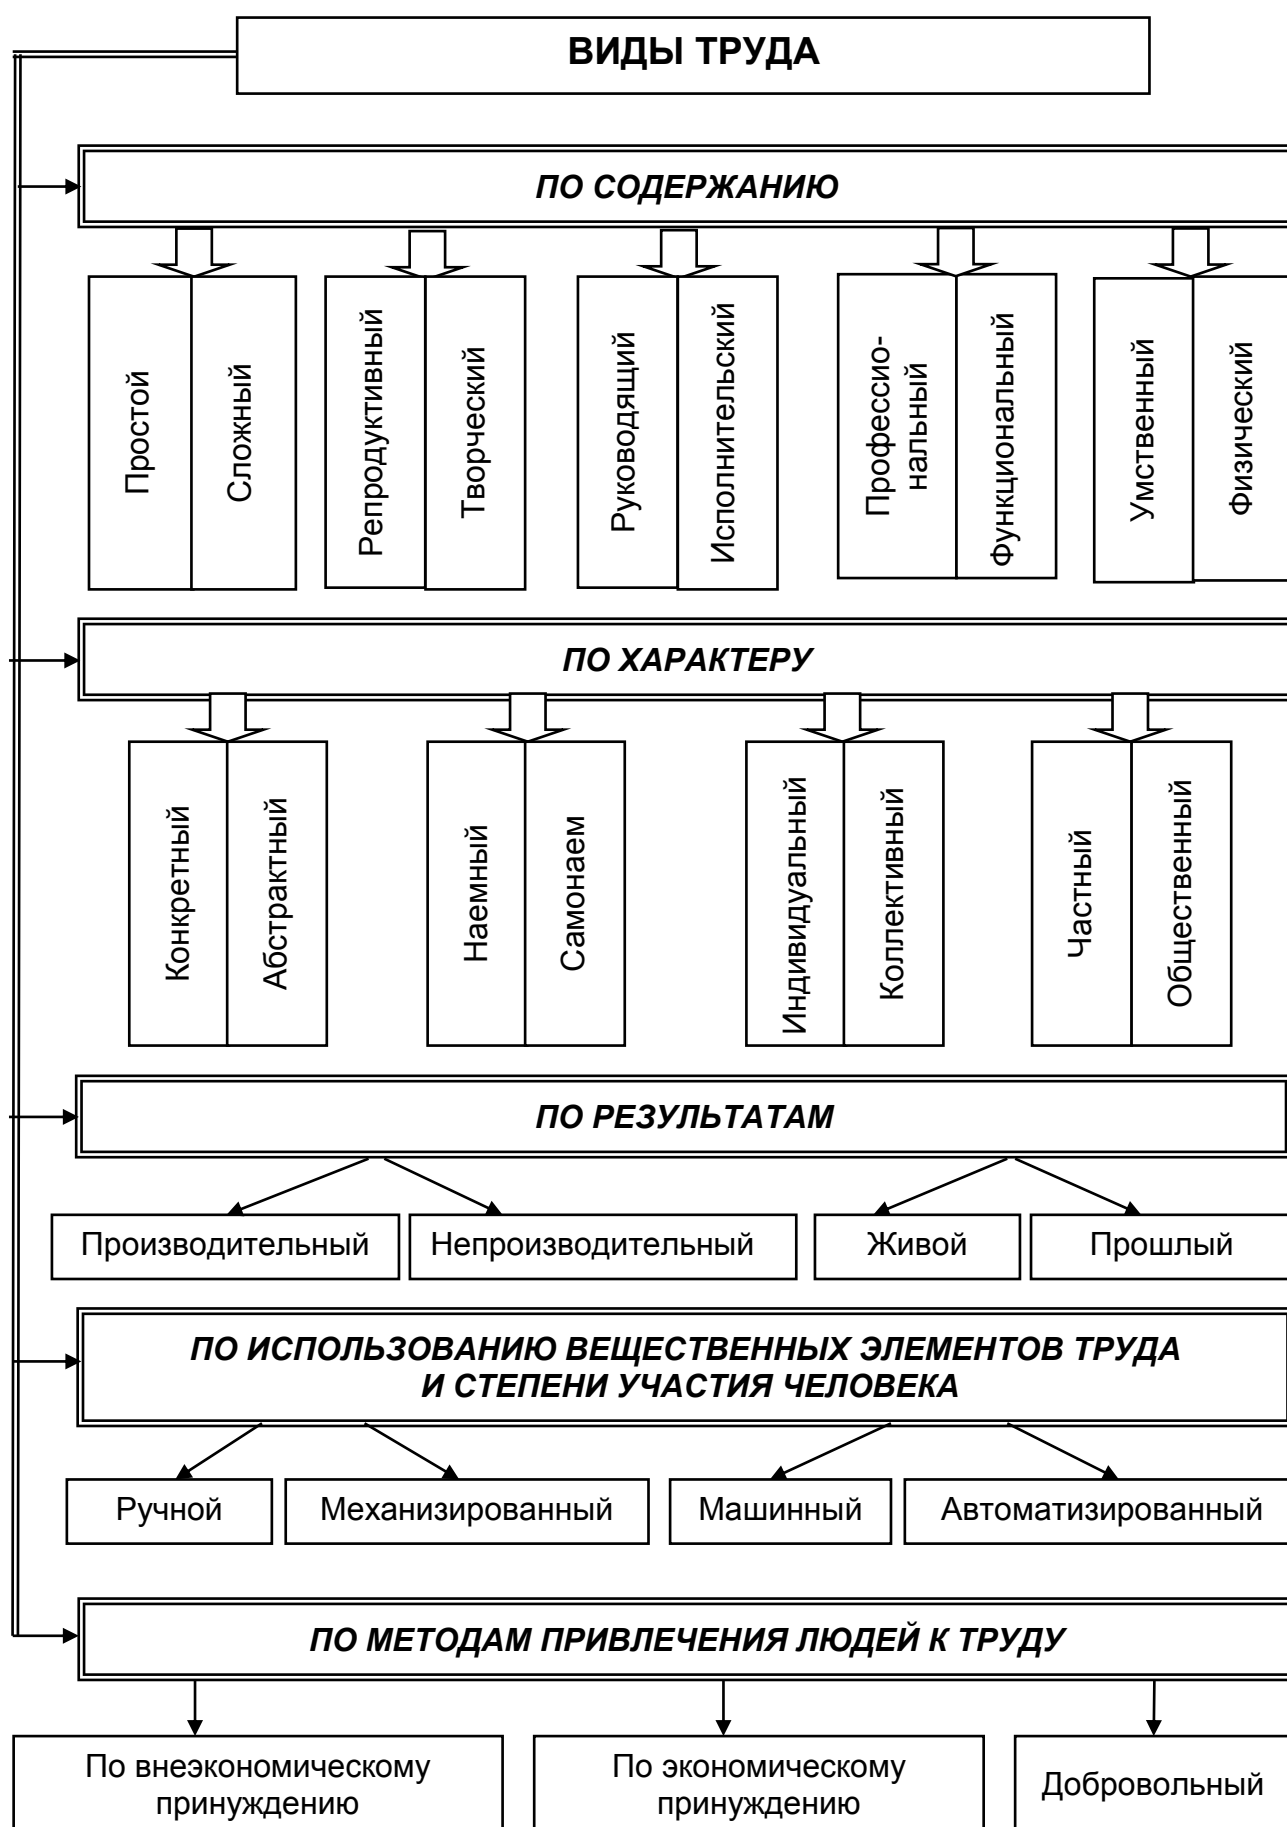 ВИДЫ ТРУДА
ПО СОДЕРЖАНИЮ
Простой
Сложный
Репродуктивный
Творческий
Руководящий
Исполнительский
Профессио-
нальный
Функциональный
Умственный
Физический
ПО ХАРАКТЕРУ
Конкретный
Абстрактный
Наемный
Самонаем
Индивидуальный
Коллективный
Частный
Общественный
ПО РЕЗУЛЬТАТАМ
Производительный
Непроизводительный
Живой
Прошлый
ПО ИСПОЛЬЗОВАНИЮ ВЕЩЕСТВЕННЫХ ЭЛЕМЕНТОВ ТРУДА
И СТЕПЕНИ УЧАСТИЯ ЧЕЛОВЕКА
Ручной
Механизированный
Машинный
Автоматизированный
ПО МЕТОДАМ ПРИВЛЕЧЕНИЯ ЛЮДЕЙ К ТРУДУ
По внеэкономическому
принуждению
По экономическому
принуждению
Добровольный